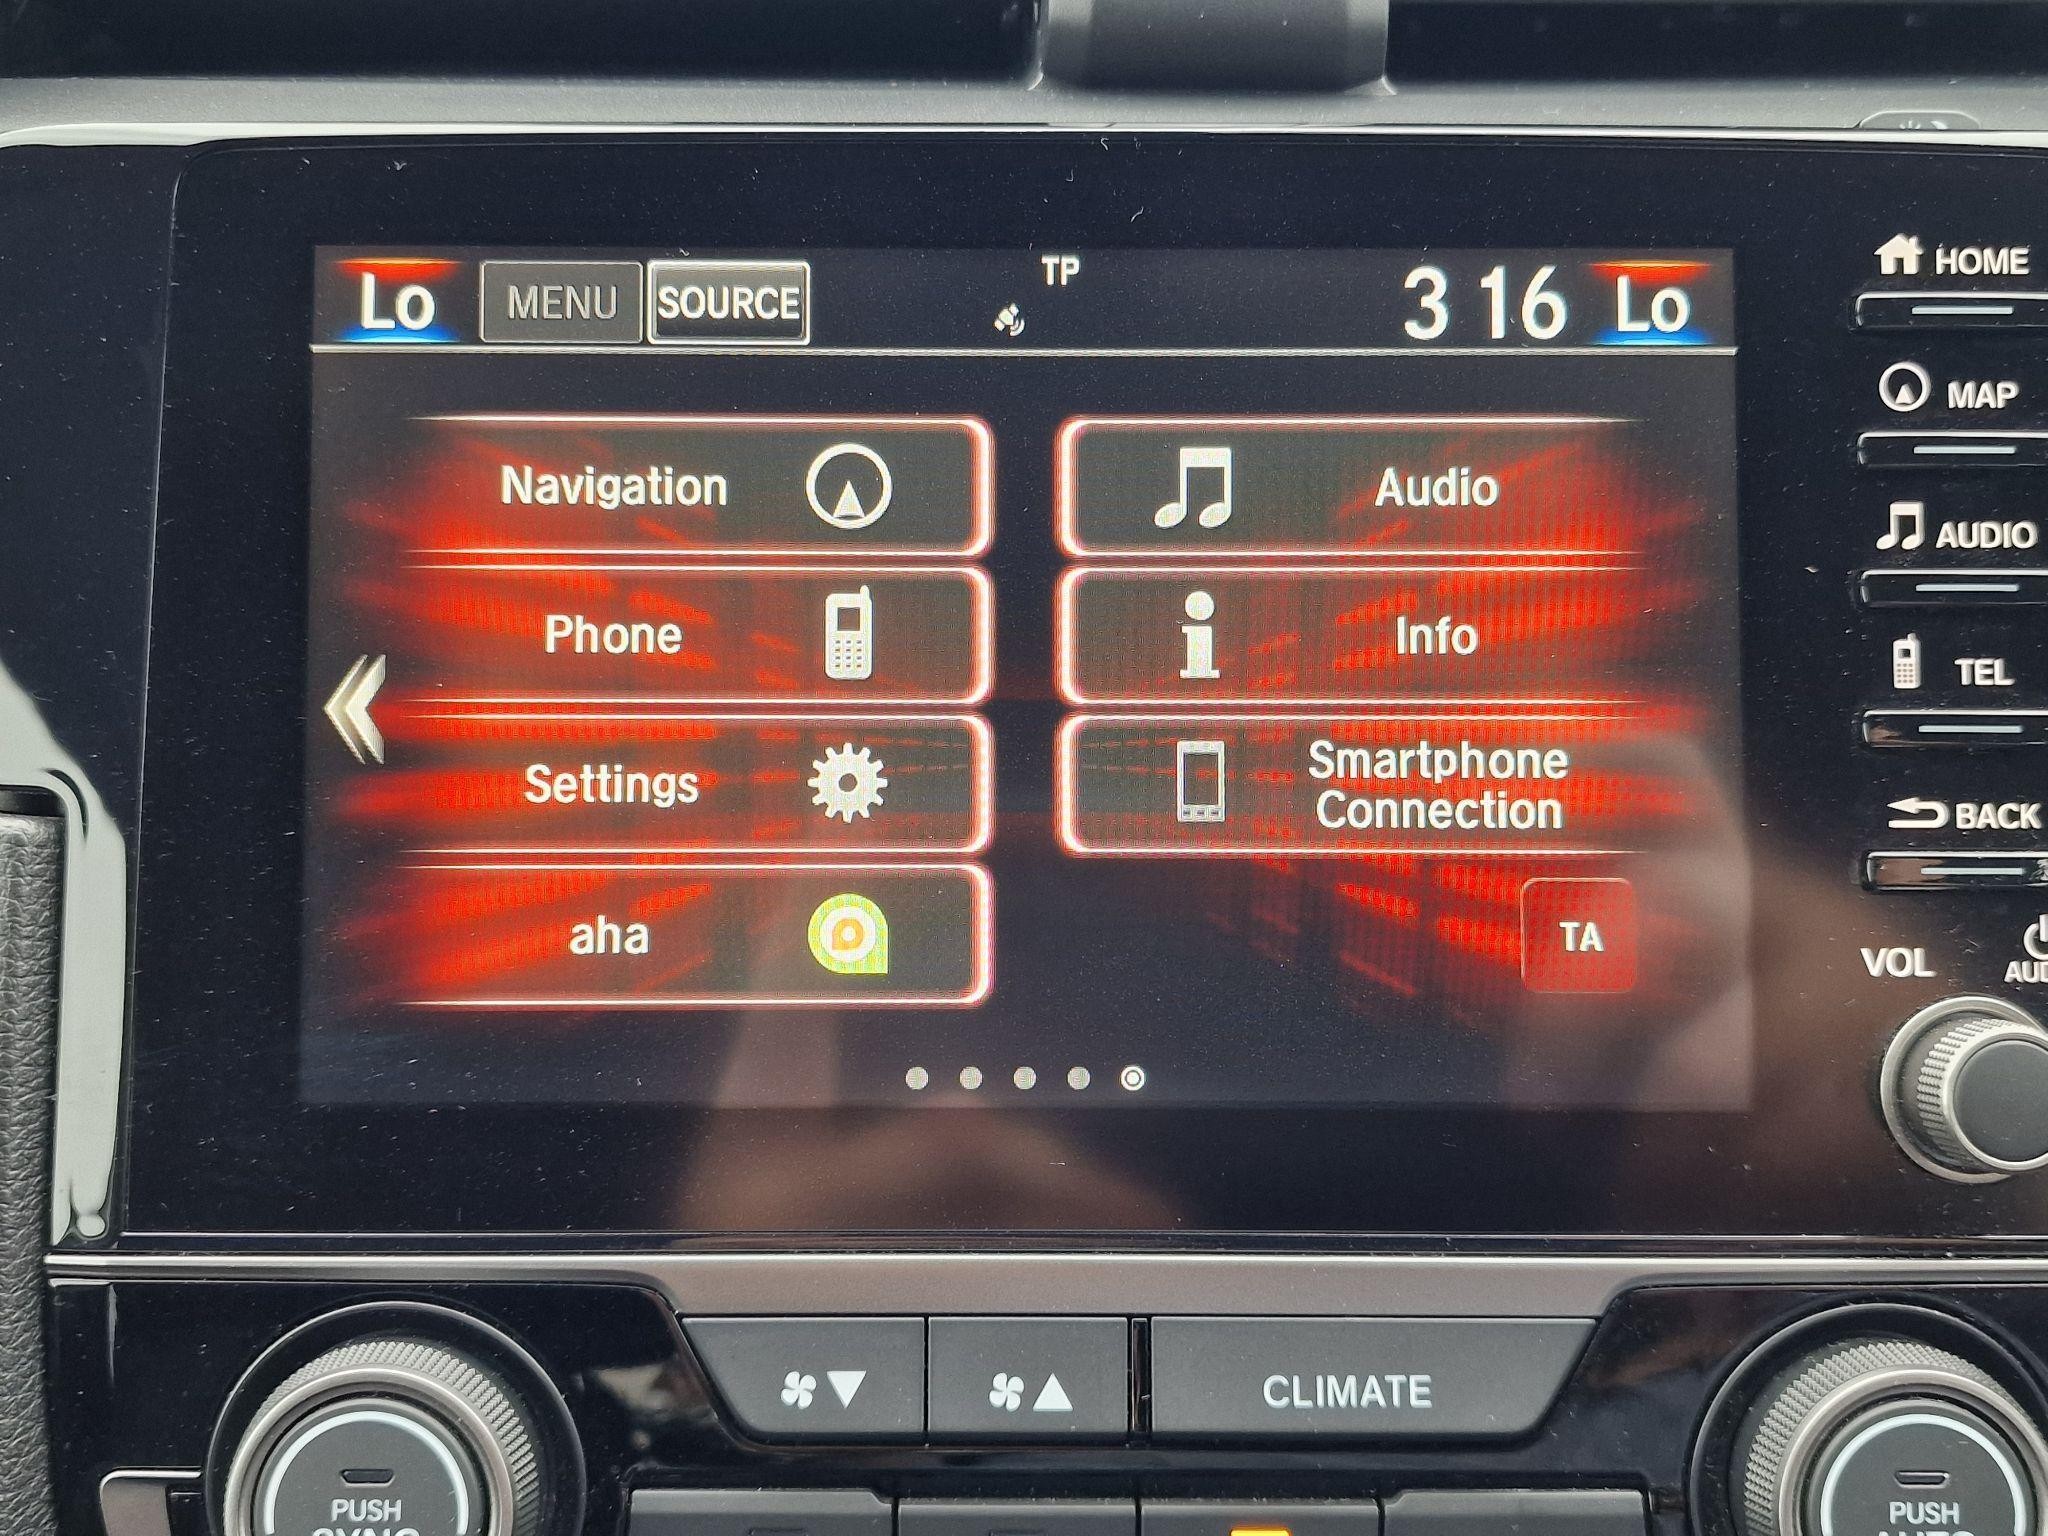 Lo MENU SOURCE TP 3 16 Lo
Navigation
Audio
Phone
Info
Settings
Smartphone
Connection
aha
TA
HOME
MAP
AUDIO
TEL
BACK
VOL
CLIMATE
PUSH
PUSH